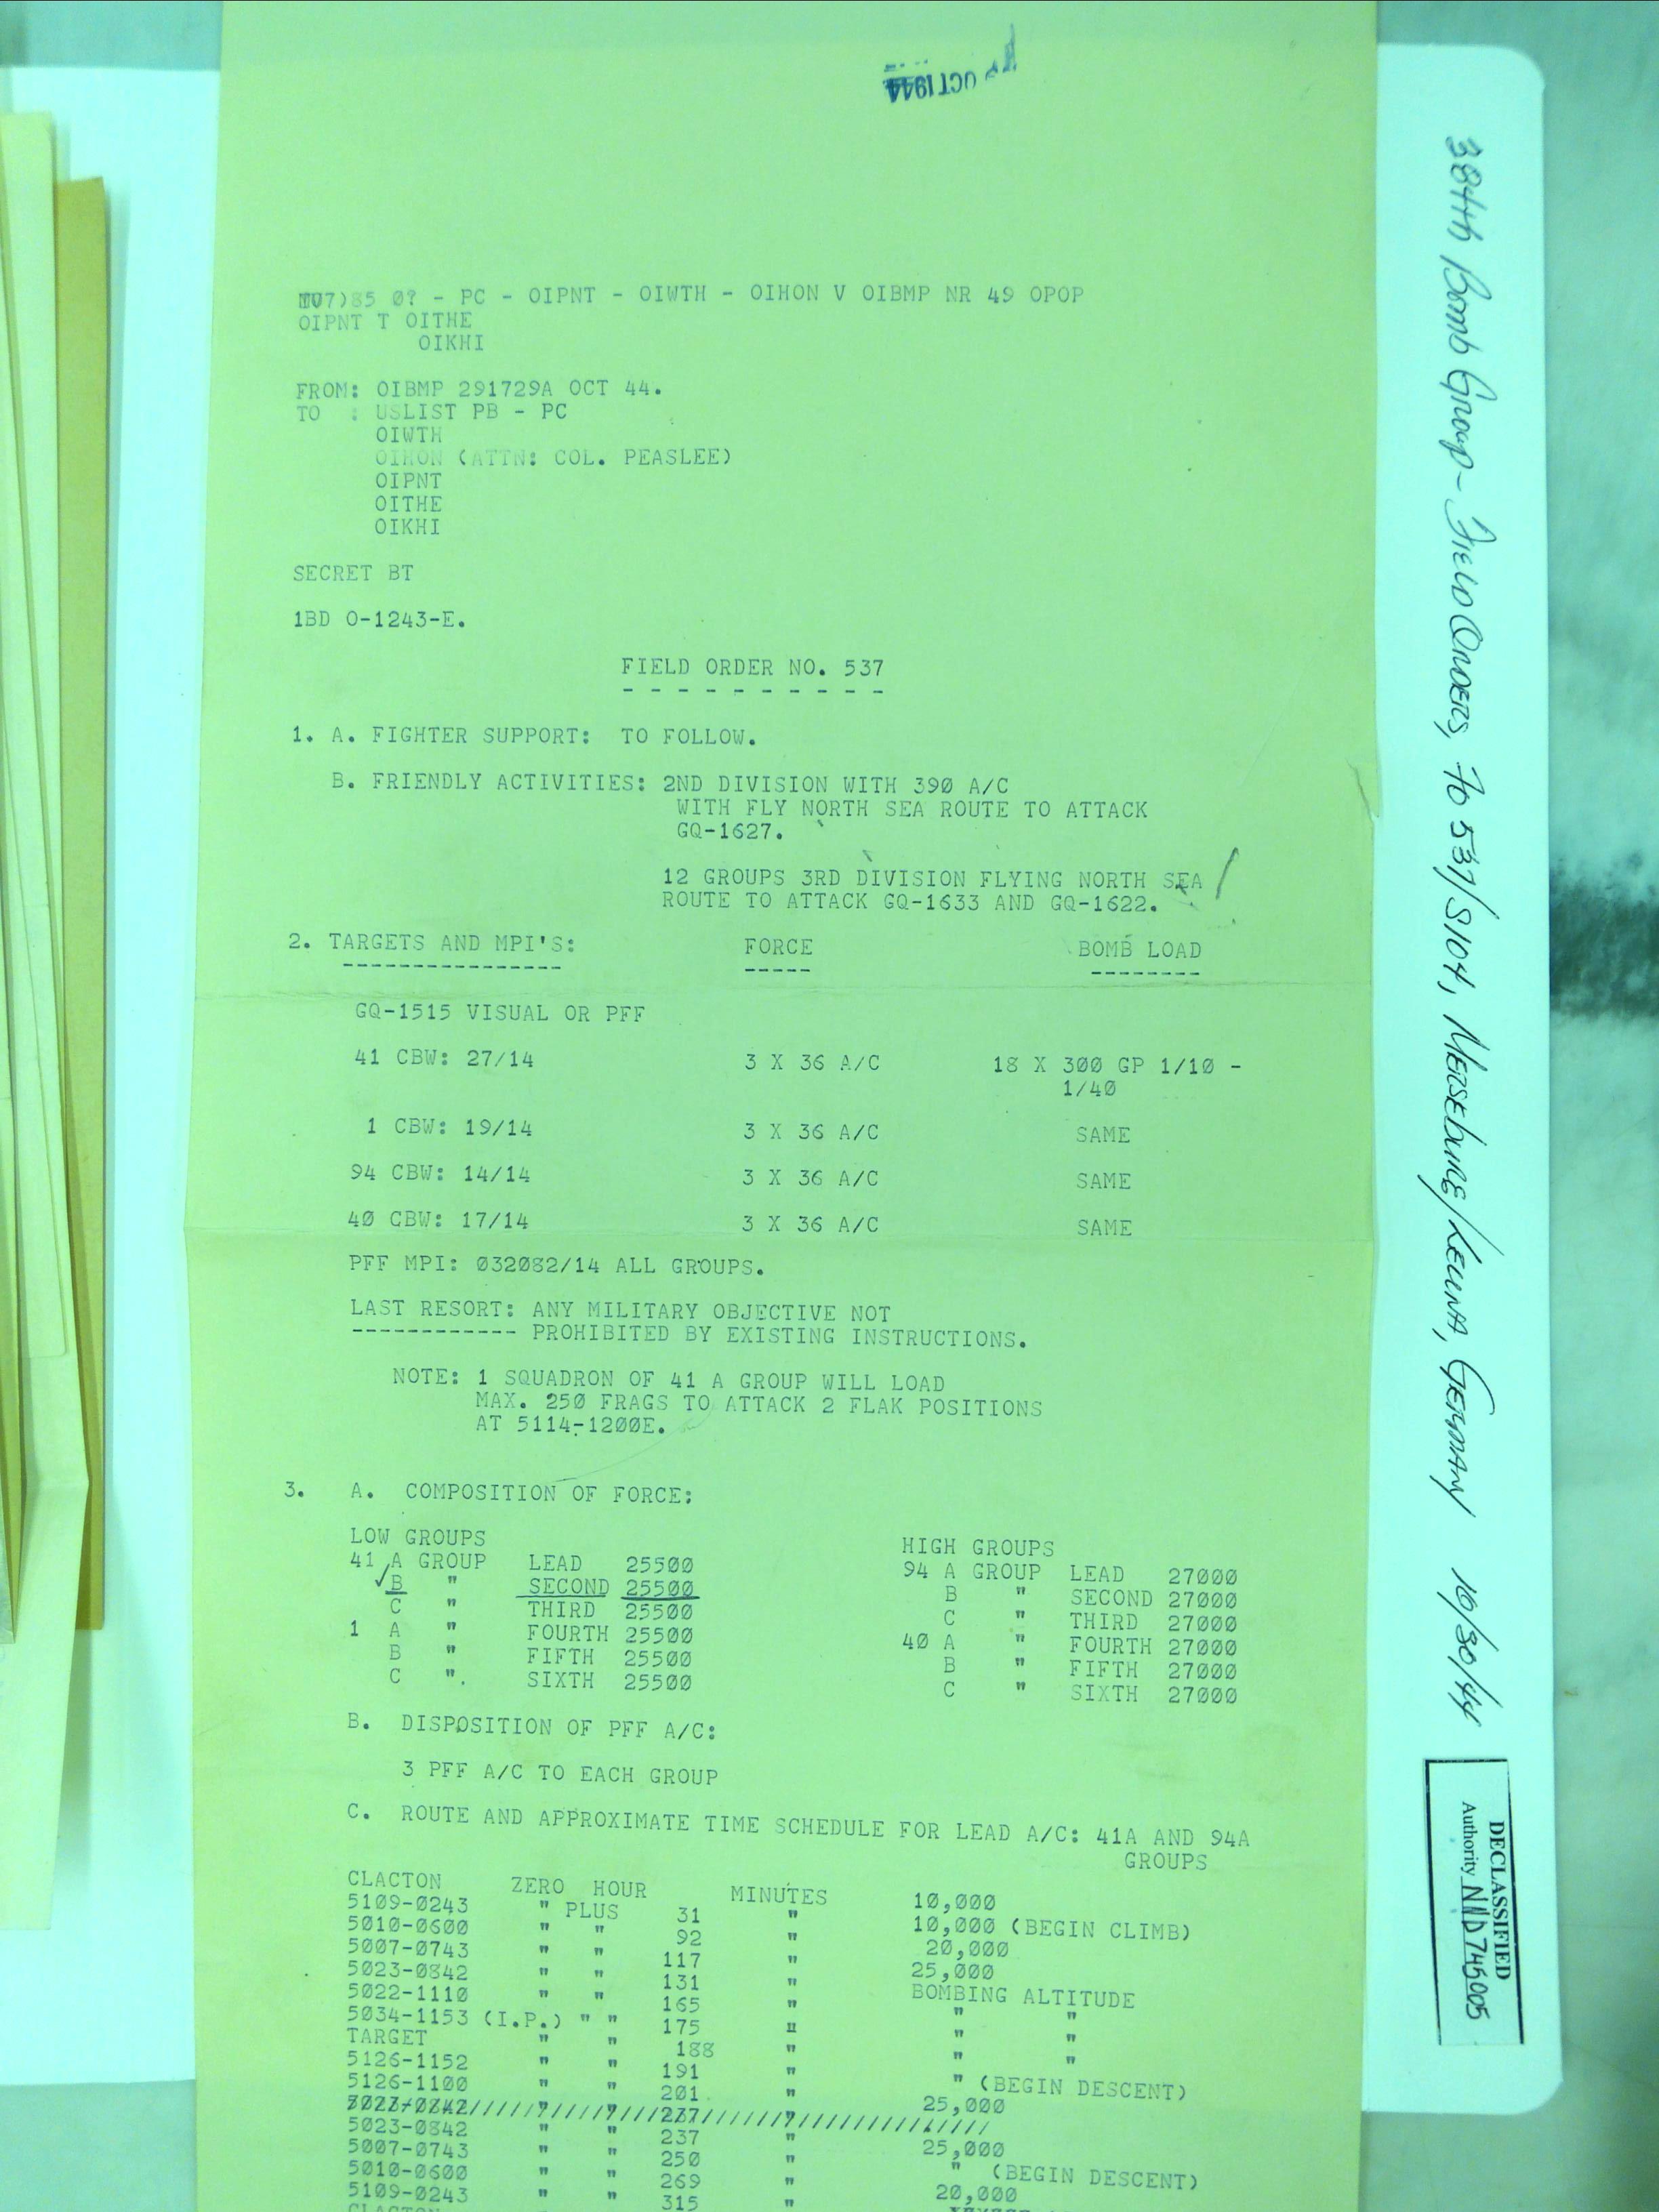 OCT 1944
TU7)85 0? - PC - OIPNT - OIWTH - OIHON V OIBMP NR 49 OPOP
OIPNT T OITHE
OIKHI
FROM: OIBMP 291729A OCT 44.
TO : USLIST PB - PC
OIWTH
OIHON (ATTN: COL. PEASLEE)
OIPNT
OITHE
OIKHI
SECRET BT
1BD O-1243-E.
FIELD ORDER NO. 537
- - - - - - - - - - -
1. A. FIGHTER SUPPORT: TO FOLLOW.
B. FRIENDLY ACTIVITIES: 2ND DIVISION WITH 390 A/C
WITH FLY NORTH SEA ROUTE TO ATTACK
GQ-1627.
12 GROUPS 3RD DIVISION FLYING NORTH SEA
ROUTE TO ATTACK GQ-1633 AND GQ-1622.
2. TARGETS AND MPI'S: FORCE BOMB LOAD
---------------- ----- --------
GQ-1515 VISUAL OR PFF
41 CBW: 27/14 3 X 36 A/C 18 X 300 GP 1/10 -
1/40
1 CBW: 19/14 3 X 36 A/C SAME
94 CBW: 14/14 3 X 36 A/C SAME
40 CBW: 17/14 3 X 36 A/C SAME
PFF MPI: 032082/14 ALL GROUPS.
LAST RESORT: ANY MILITARY OBJECTIVE NOT
------------ PROHIBITED BY EXISTING INSTRUCTIONS.
NOTE: 1 SQUADRON OF 41 A GROUP WILL LOAD
MAX. 250 FRAGS TO ATTACK 2 FLAK POSITIONS
AT 5114-1200E.
3. A. COMPOSITION OF FORCE:
LOW GROUPS HIGH GROUPS
41 A GROUP LEAD 25500 94 A GROUP LEAD 27000
B " SECOND 25500 B " SECOND 27000
C " THIRD 25500 C " THIRD 27000
1 A " FOURTH 25500 40 A " FOURTH 27000
B " FIFTH 25500 B " FIFTH 27000
C ". SIXTH 25500 C " SIXTH 27000
B. DISPOSITION OF PFF A/C:
3 PFF A/C TO EACH GROUP
C. ROUTE AND APPROXIMATE TIME SCHEDULE FOR LEAD A/C: 41A AND 94A
GROUPS
CLACTON ZERO HOUR MINUTES 10,000
5109-0243 " PLUS 31 " 10,000 (BEGIN CLIMB)
5010-0600 " " 92 " 20,000
5007-0743 " " 117 " 25,000
5023-0842 " " 131 " BOMBING ALTITUDE
5022-1110 " " 165 " " "
5034-1153 (I.P.) " " 175 " " "
TARGET " " 188 " " "
5126-1152 " " 191 " " (BEGIN DESCENT)
5126-1100 " " 201 " 25,000
5023-0842 " " 237 "
5023-0842 " " 237 " 25,000
5007-0743 " " 250 " " (BEGIN DESCENT)
5010-0600 " " 269 " 20,000
5109-0243 " " 315 "
CLACTON
384th Bomb Group - Field Orders, FO 537/S104, Merseburg/Leuna, Germany 10/30/44
DECLASSIFIED
Authority NND 745005